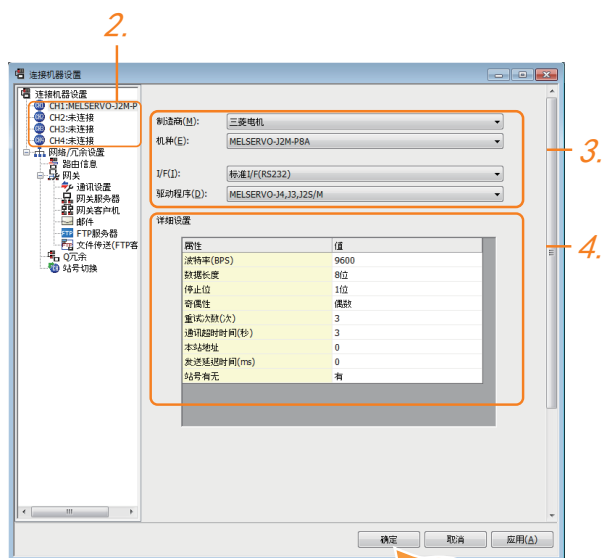 2.
连接机器设置
连接机器设置
CH1:MELSERVO-J2M-P
CH2:未连接
CH3:未连接
CH4:未连接
网络/冗余设置
路由信息
网关
通讯设置
网关服务器
网关客户机
邮件
FTP服务器
文件传送(FTP客
Q冗余
站号切换
制造商(M): 三菱电机
机种(E): MELSERVO-J2M-P8A
3.
I/F(I): 标准I/F(RS232)
驱动程序(D): MELSERVO-J4,J3,J2S/M
详细设置
4.
属性 值
波特率(BPS) 9600
数据长度 8位
停止位 1位
奇偶性 偶数
重试次数(次) 3
通讯超时时间(秒) 3
本站地址 0
发送延迟时间(ms) 0
站号有无 有
确定 取消 应用(A)